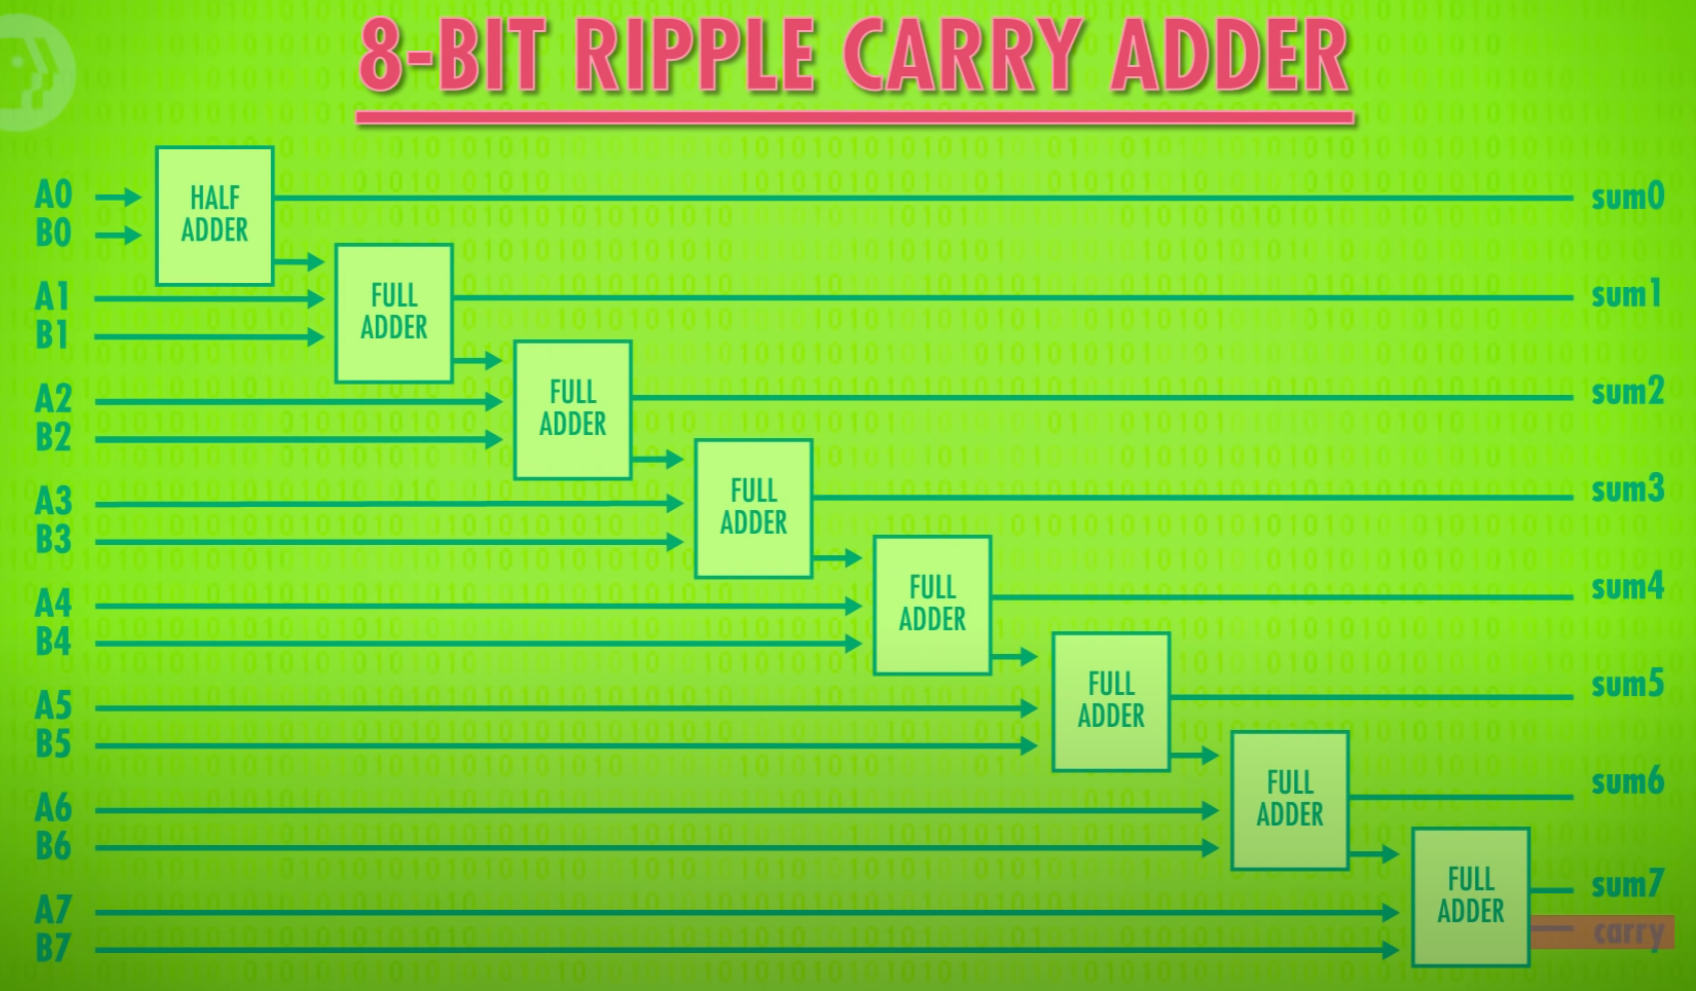 8-BIT RIPPLE CARRY ADDER
A0
B0
HALF
ADDER
sum0
A1
B1
FULL
ADDER
sum1
A2
B2
FULL
ADDER
sum2
A3
B3
FULL
ADDER
sum3
A4
B4
FULL
ADDER
sum4
A5
B5
FULL
ADDER
sum5
A6
B6
FULL
ADDER
sum6
A7
B7
FULL
ADDER
sum7
carry